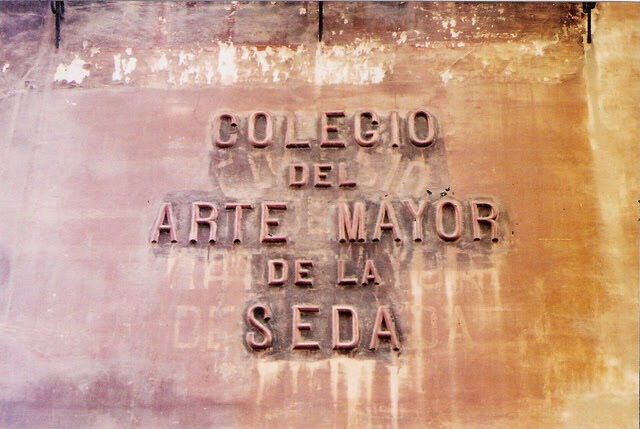 COLEGIO
DEL
ARTE MAYOR
DE LA
SEDA